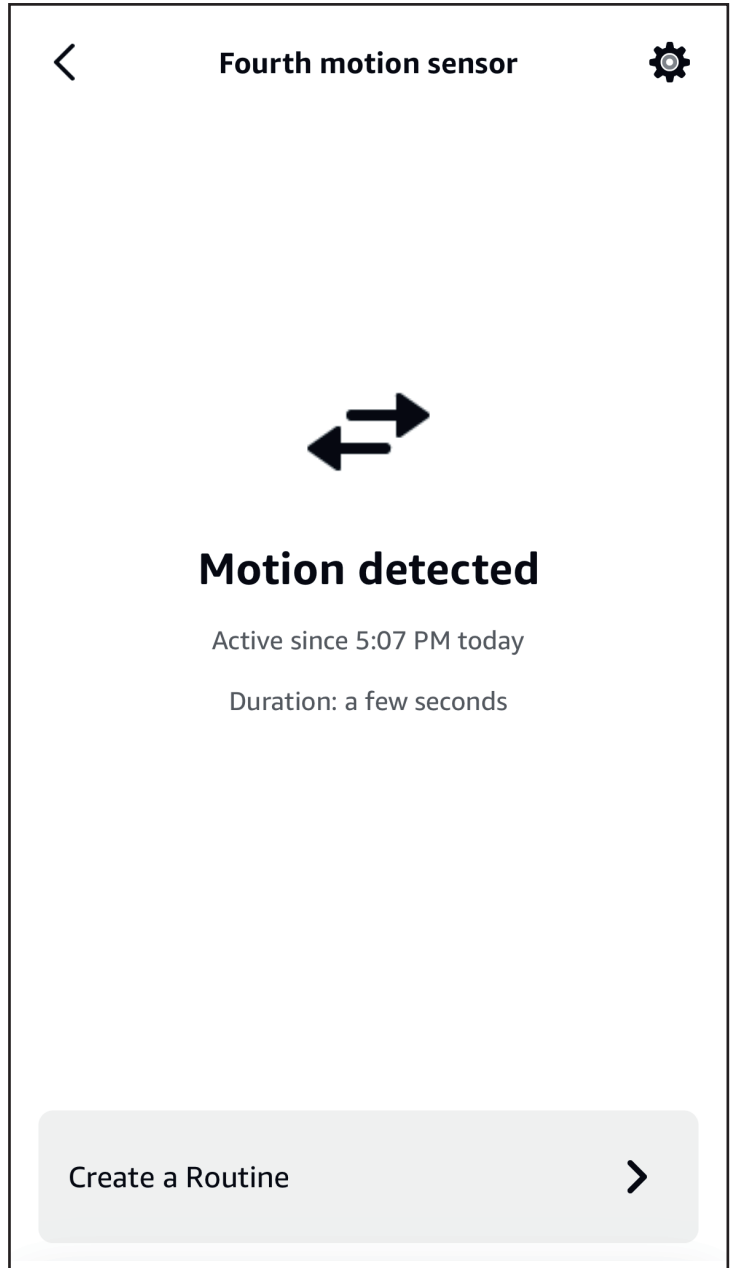 Fourth motion sensor
Motion detected
Active since 5:07 PM today
Duration: a few seconds
Create a Routine